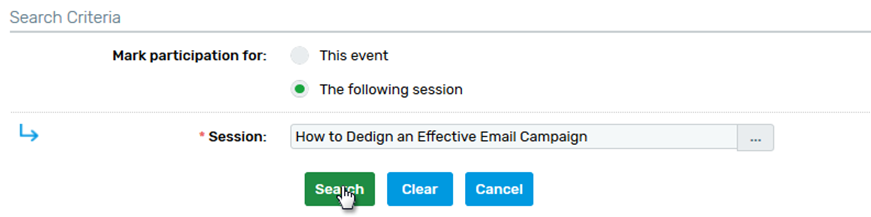 Search Criteria
Mark participation for: This event
The following session
* Session: How to Dedign an Effective Email Campaign ...
Search Clear Cancel